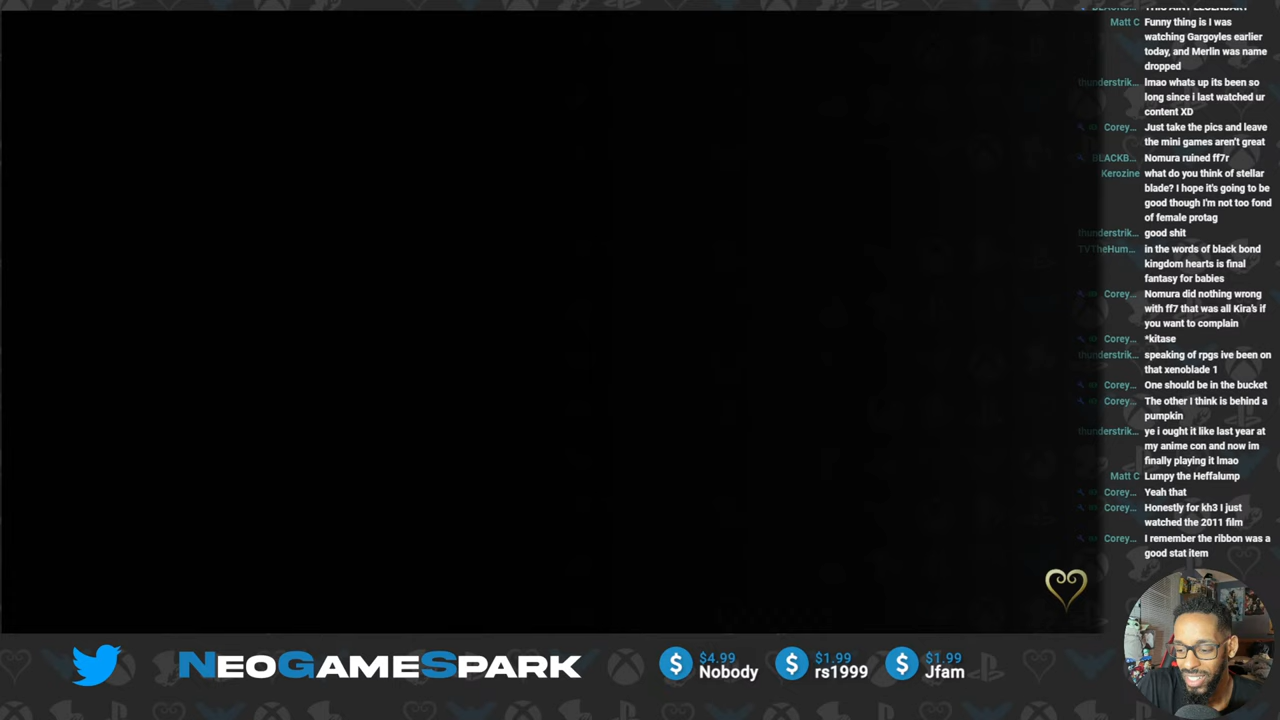 Matt C Funny thing is I was
watching Gargoyles earlier
today, and Merlin was name
dropped
thunderstrik... lmao whats up its been so
long since i last watched ur
content XD
Corey... Just take the pics and leave
the mini games aren't great
BLACKB... Nomura ruined ff7r
Kerozine what do you think of stellar
blade? I hope it's going to be
good though I'm not too fond
of female protag
thunderstrik... good shit
TVTheHum... in the words of black bond
kingdom hearts is final
fantasy for babies
Corey... Nomura did nothing wrong
with ff7 that was all Kira's if
you want to complain
Corey... *kitase
thunderstrik... speaking of rpgs ive been on
that xenoblade 1
Corey... One should be in the bucket
Corey... The other I think is behind a
pumpkin
thunderstrik... ye i ought it like last year at
my anime con and now im
finally playing it lmao
Matt C Lumpy the Heffalump
Corey... Yeah that
Corey... Honestly for kh3 I just
watched the 2011 film
Corey... I remember the ribbon was a
good stat item
NEOGAMESPARK
$4.99
Nobody
$1.99
rs1999
$1.99
Jfam